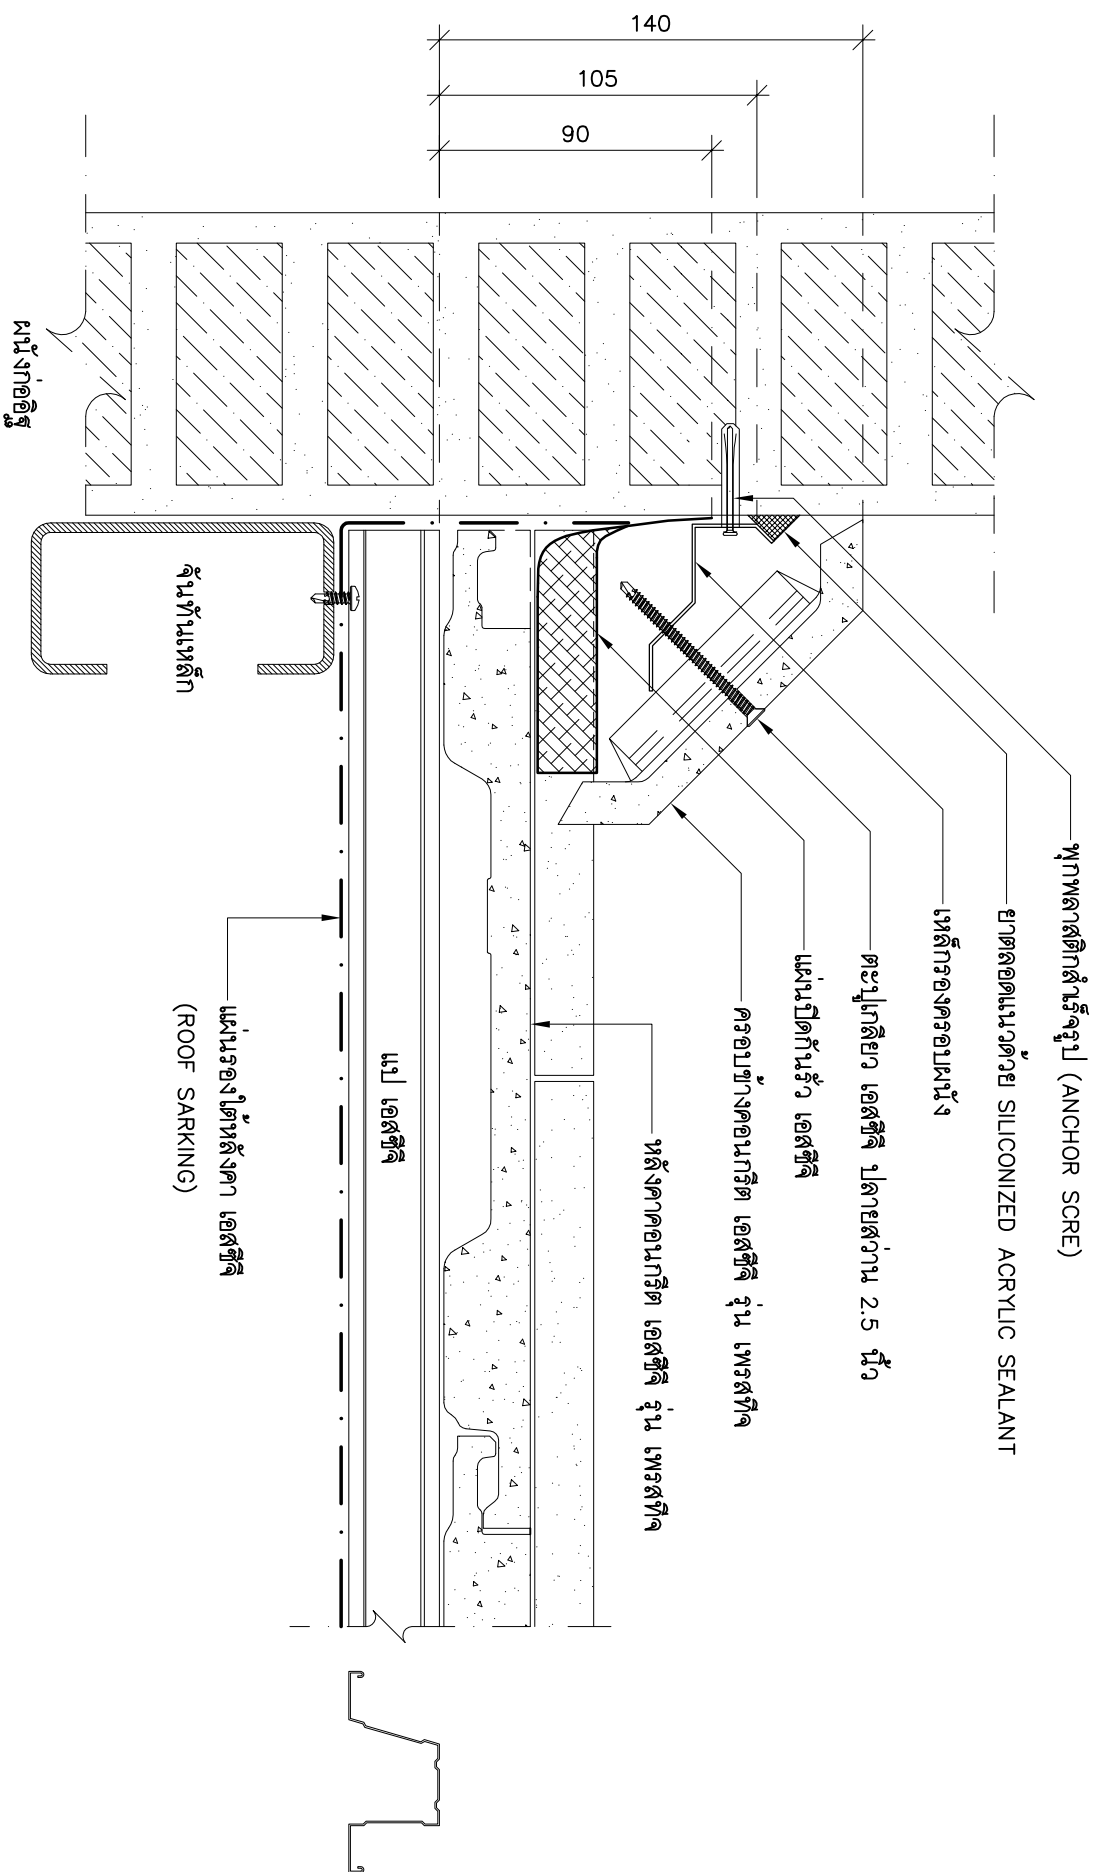 140
105
90
พุกพลาสติกสำเร็จรูป (ANCHOR SCRE)
ยาตลอดแนวด้วย SILICONIZED ACRYLIC SEALANT
เหล็กรองครอบผนัง
ตะปูเกลียว เอสซีจี ปลายสว่าน 2.5 นิ้ว
แผ่นปิดกันรั่ว เอสซีจี
ครอบข้างคอนกรีต เอสซีจี รุ่น เพรสทีจ
หลังคาคอนกรีต เอสซีจี รุ่น เพรสทีจ
แป เอสซีจี
แผ่นรองใต้หลังคา เอสซีจี
(ROOF SARKING)
จันทันเหล็ก
ผนังก่ออิฐ